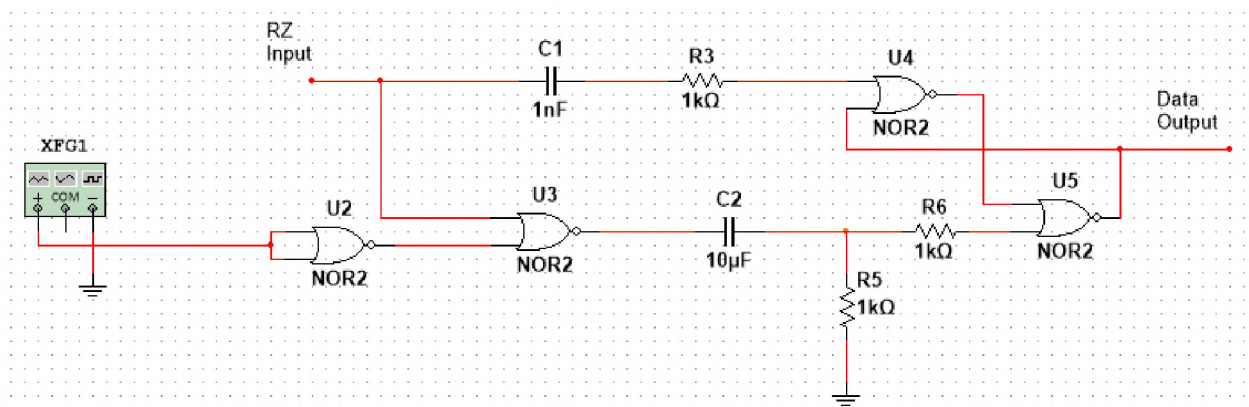 RZ
Input
C1
1nF
R3
1kΩ
U4
NOR2
Data
Output
XFG1
+ COM −
U2
NOR2
U3
NOR2
C2
10µF
R6
1kΩ
U5
NOR2
R5
1kΩ